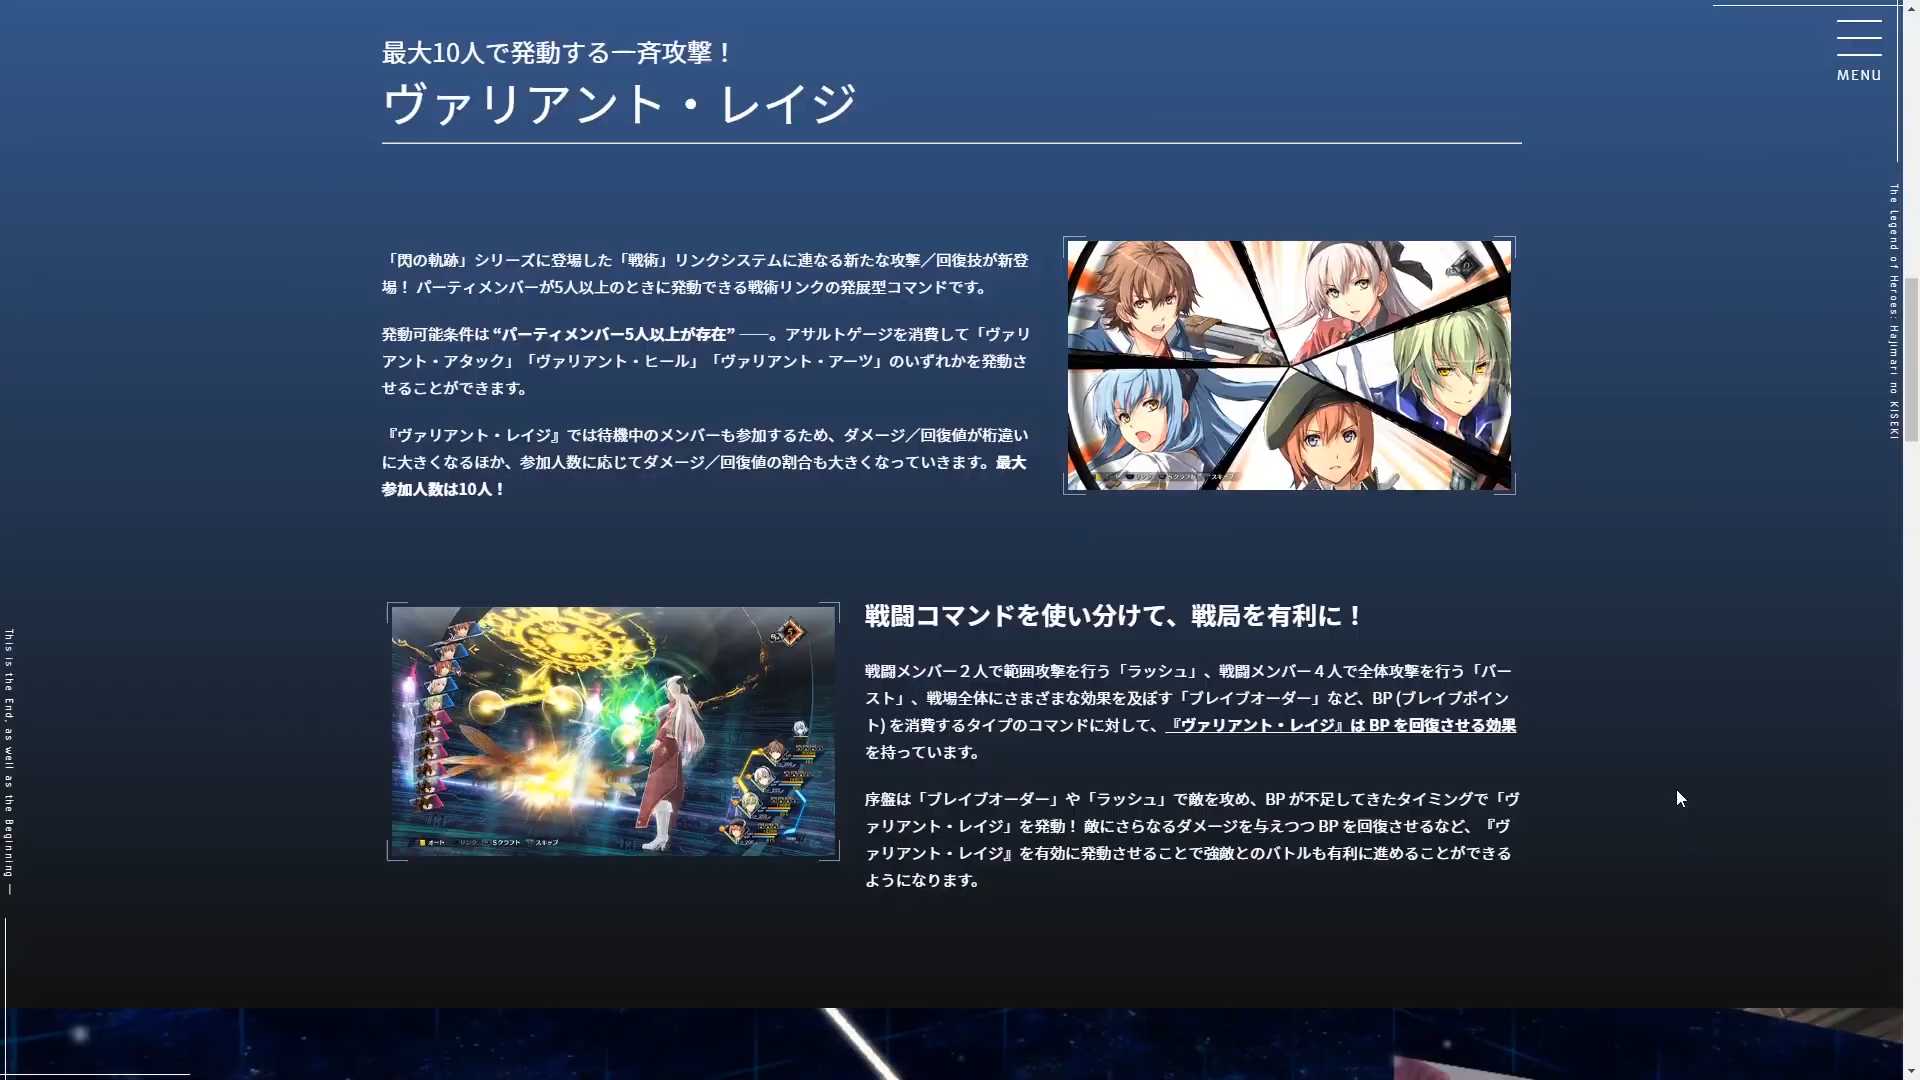 最大10人で発動する一斉攻撃！
ヴァリアント・レイジ
MENU
The Legend of Heroes: Hajimari no KISEKI
「閃の軌跡」シリーズに登場した「戦術」リンクシステムに連なる新たな攻撃／回復技が新登
場！ パーティメンバーが5人以上のときに発動できる戦術リンクの発展型コマンドです。
発動可能条件は “パーティメンバー5人以上が存在” ──。アサルトゲージを消費して「ヴァリ
アント・アタック」「ヴァリアント・ヒール」「ヴァリアント・アーツ」のいずれかを発動さ
せることができます。
『ヴァリアント・レイジ』では待機中のメンバーも参加するため、ダメージ／回復値が桁違い
に大きくなるほか、参加人数に応じてダメージ／回復値の割合も大きくなっていきます。最大
参加人数は10人！
戦闘コマンドを使い分けて、戦局を有利に！
戦闘メンバー２人で範囲攻撃を行う「ラッシュ」、戦闘メンバー４人で全体攻撃を行う「バー
スト」、戦場全体にさまざまな効果を及ぼす「ブレイブオーダー」など、BP (ブレイブポイン
ト) を消費するタイプのコマンドに対して、『ヴァリアント・レイジ』は BP を回復させる効果
を持っています。
序盤は「ブレイブオーダー」や「ラッシュ」で敵を攻め、BP が不足してきたタイミングで「ヴ
ァリアント・レイジ」を発動！ 敵にさらなるダメージを与えつつ BP を回復させるなど、『ヴ
ァリアント・レイジ』を有効に発動させることで強敵とのバトルも有利に進めることができる
ようになります。
オート リンク Sクラフト スキップ
This is the End, as well as the Beginning —